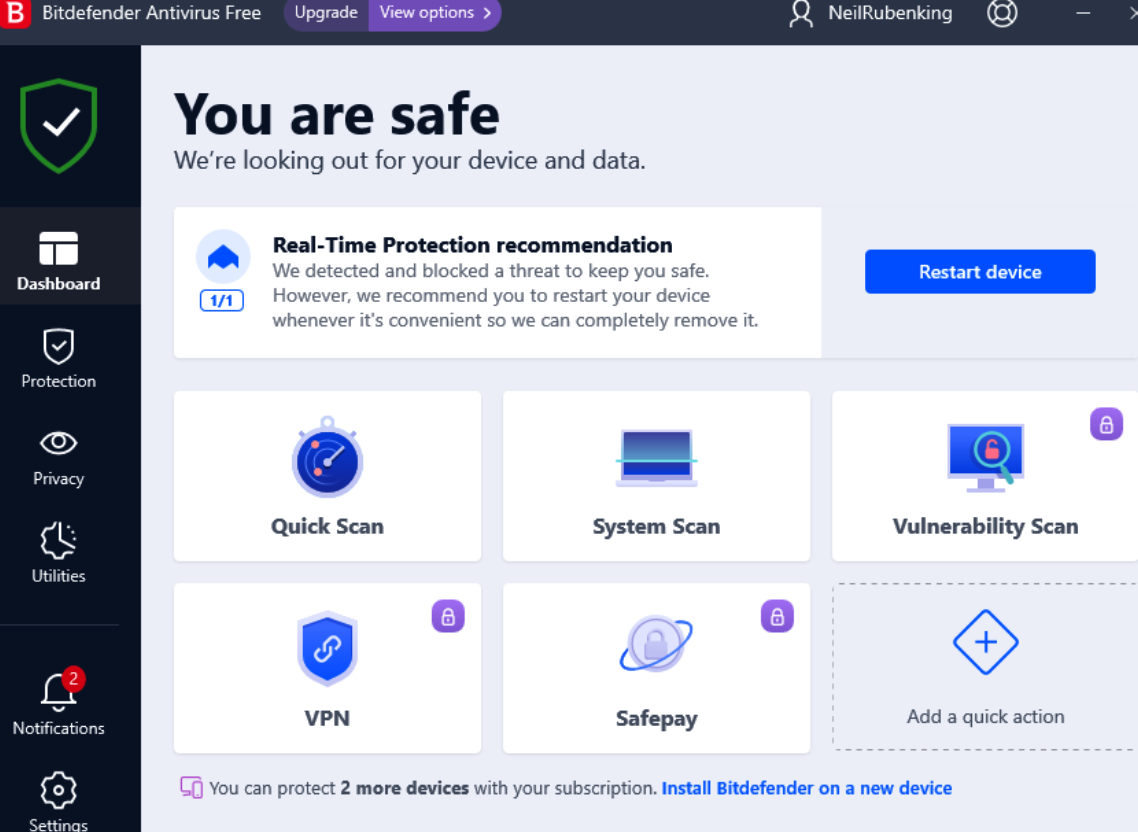 B Bitdefender Antivirus Free Upgrade View options > NeilRubenking
You are safe
We're looking out for your device and data.
Real-Time Protection recommendation
We detected and blocked a threat to keep you safe.
However, we recommend you to restart your device
whenever it's convenient so we can completely remove it.
1/1
Restart device
Dashboard
Protection
Privacy
Utilities
2
Notifications
Settings
Quick Scan
System Scan
Vulnerability Scan
VPN
Safepay
Add a quick action
You can protect 2 more devices with your subscription. Install Bitdefender on a new device